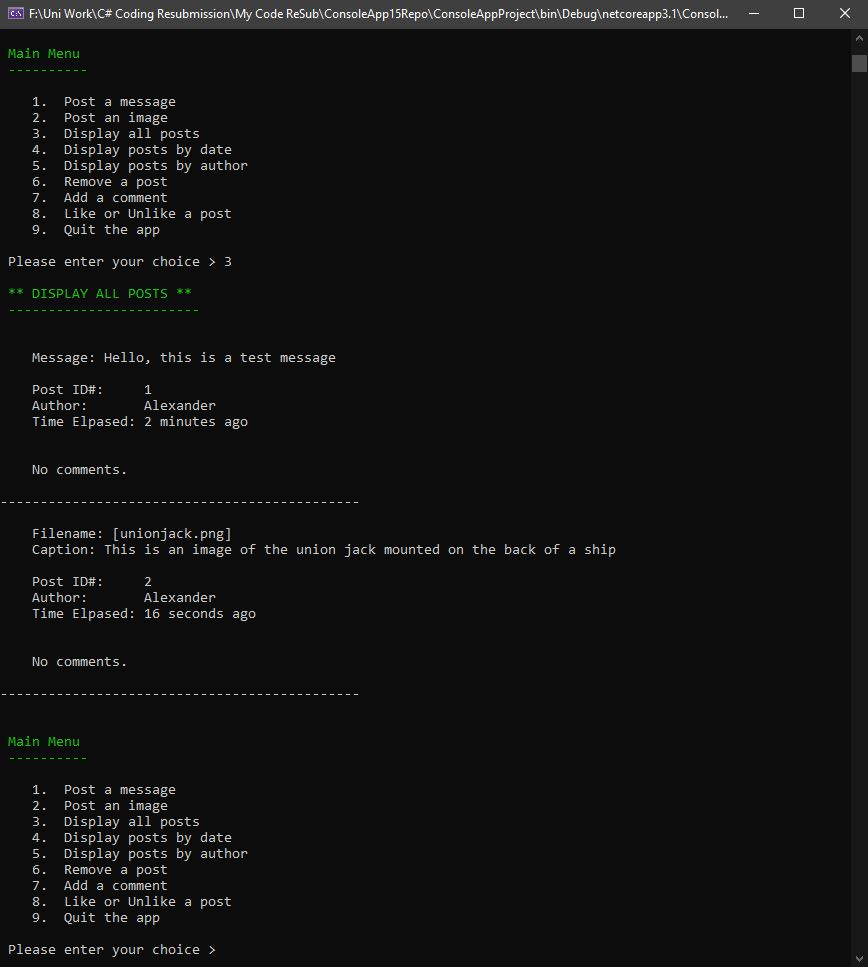 F:\Uni Work\C# Coding Resubmission\My Code ReSub\ConsoleApp15Repo\ConsoleAppProject\bin\Debug\netcoreapp3.1\Consol...
Main Menu
----------
1. Post a message
2. Post an image
3. Display all posts
4. Display posts by date
5. Display posts by author
6. Remove a post
7. Add a comment
8. Like or Unlike a post
9. Quit the app
Please enter your choice > 3
** DISPLAY ALL POSTS **
------------------------
Message: Hello, this is a test message
Post ID#: 1
Author: Alexander
Time Elpased: 2 minutes ago
No comments.
---------------------------------------------
Filename: [unionjack.png]
Caption: This is an image of the union jack mounted on the back of a ship
Post ID#: 2
Author: Alexander
Time Elpased: 16 seconds ago
No comments.
---------------------------------------------
Main Menu
----------
1. Post a message
2. Post an image
3. Display all posts
4. Display posts by date
5. Display posts by author
6. Remove a post
7. Add a comment
8. Like or Unlike a post
9. Quit the app
Please enter your choice >